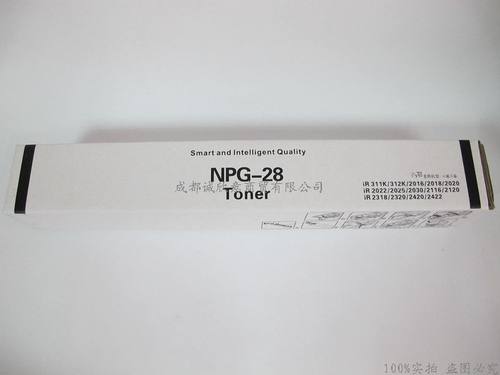 Smart and Intelligent Quality
NPG-28
成都诚欣意商贸有限公司
Toner
iR 311K/312K/2016/2018/2020
iR 2022/2025/2030/2116/2120
iR 2318/2320/2420/2422
100%实拍 盗图必究